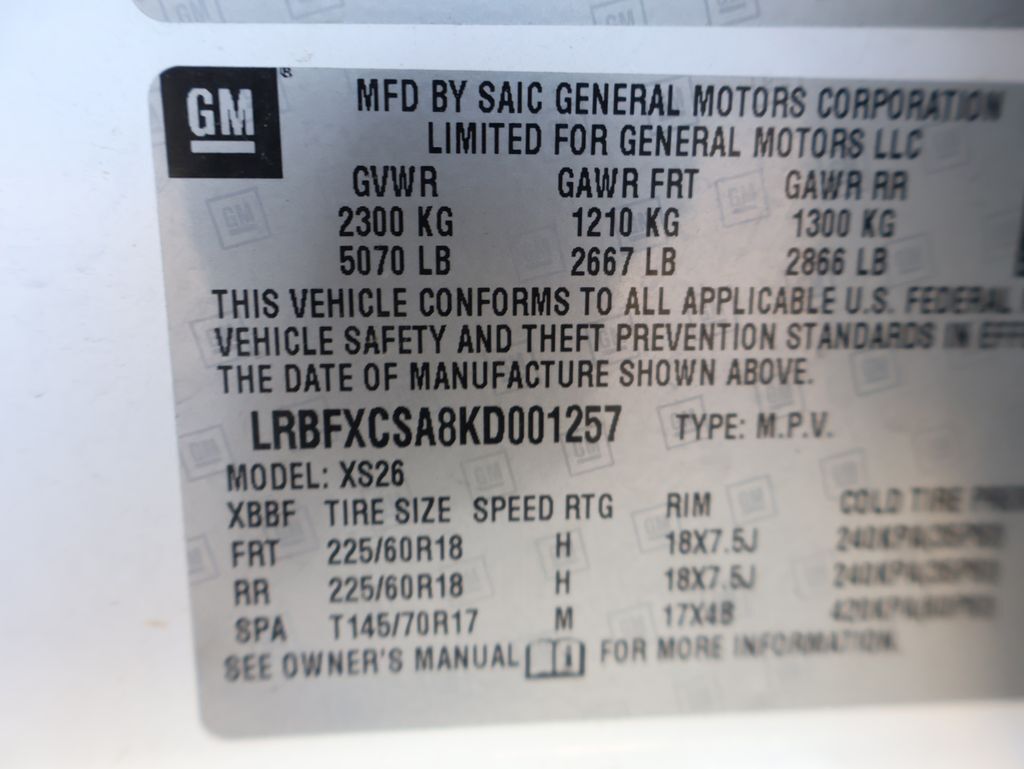 GM ®
MFD BY SAIC GENERAL MOTORS CORPORATION
LIMITED FOR GENERAL MOTORS LLC
GVWR GAWR FRT GAWR RR
2300 KG 1210 KG 1300 KG
5070 LB 2667 LB 2866 LB
THIS VEHICLE CONFORMS TO ALL APPLICABLE U.S. FEDERAL
VEHICLE SAFETY AND THEFT PREVENTION STANDARDS IN EFF
THE DATE OF MANUFACTURE SHOWN ABOVE.
LRBFXCSA8KD001257 TYPE: M.P.V.
MODEL: XS26
XBBF TIRE SIZE SPEED RTG RIM COLD TIRE PRE
FRT 225/60R18 H 18X7.5J
RR 225/60R18 H 18X7.5J
SPA T145/70R17 M 17X4B
SEE OWNER'S MANUAL FOR MORE INFORMATION.